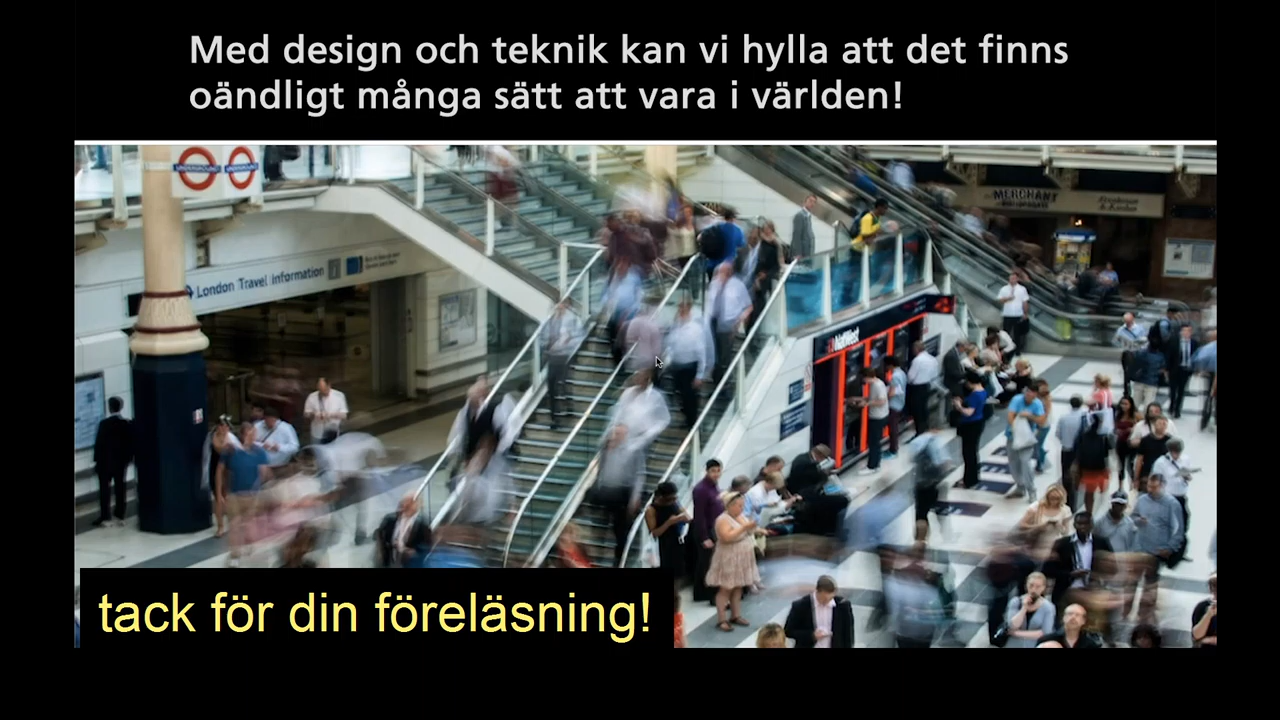 Med design och teknik kan vi hylla att det finns
oändligt många sätt att vara i världen!
UNDERGROUND UNDERGROUND
MERCHANT
London Travel Information
NatWest
tack för din föreläsning!